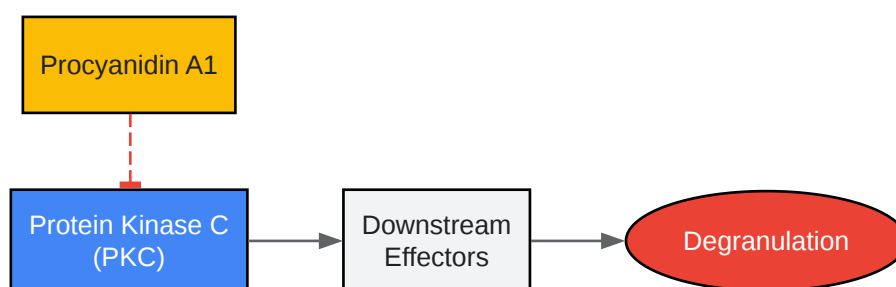 Procyanidin A1
Protein Kinase C
(PKC)
Downstream
Effectors
Degranulation